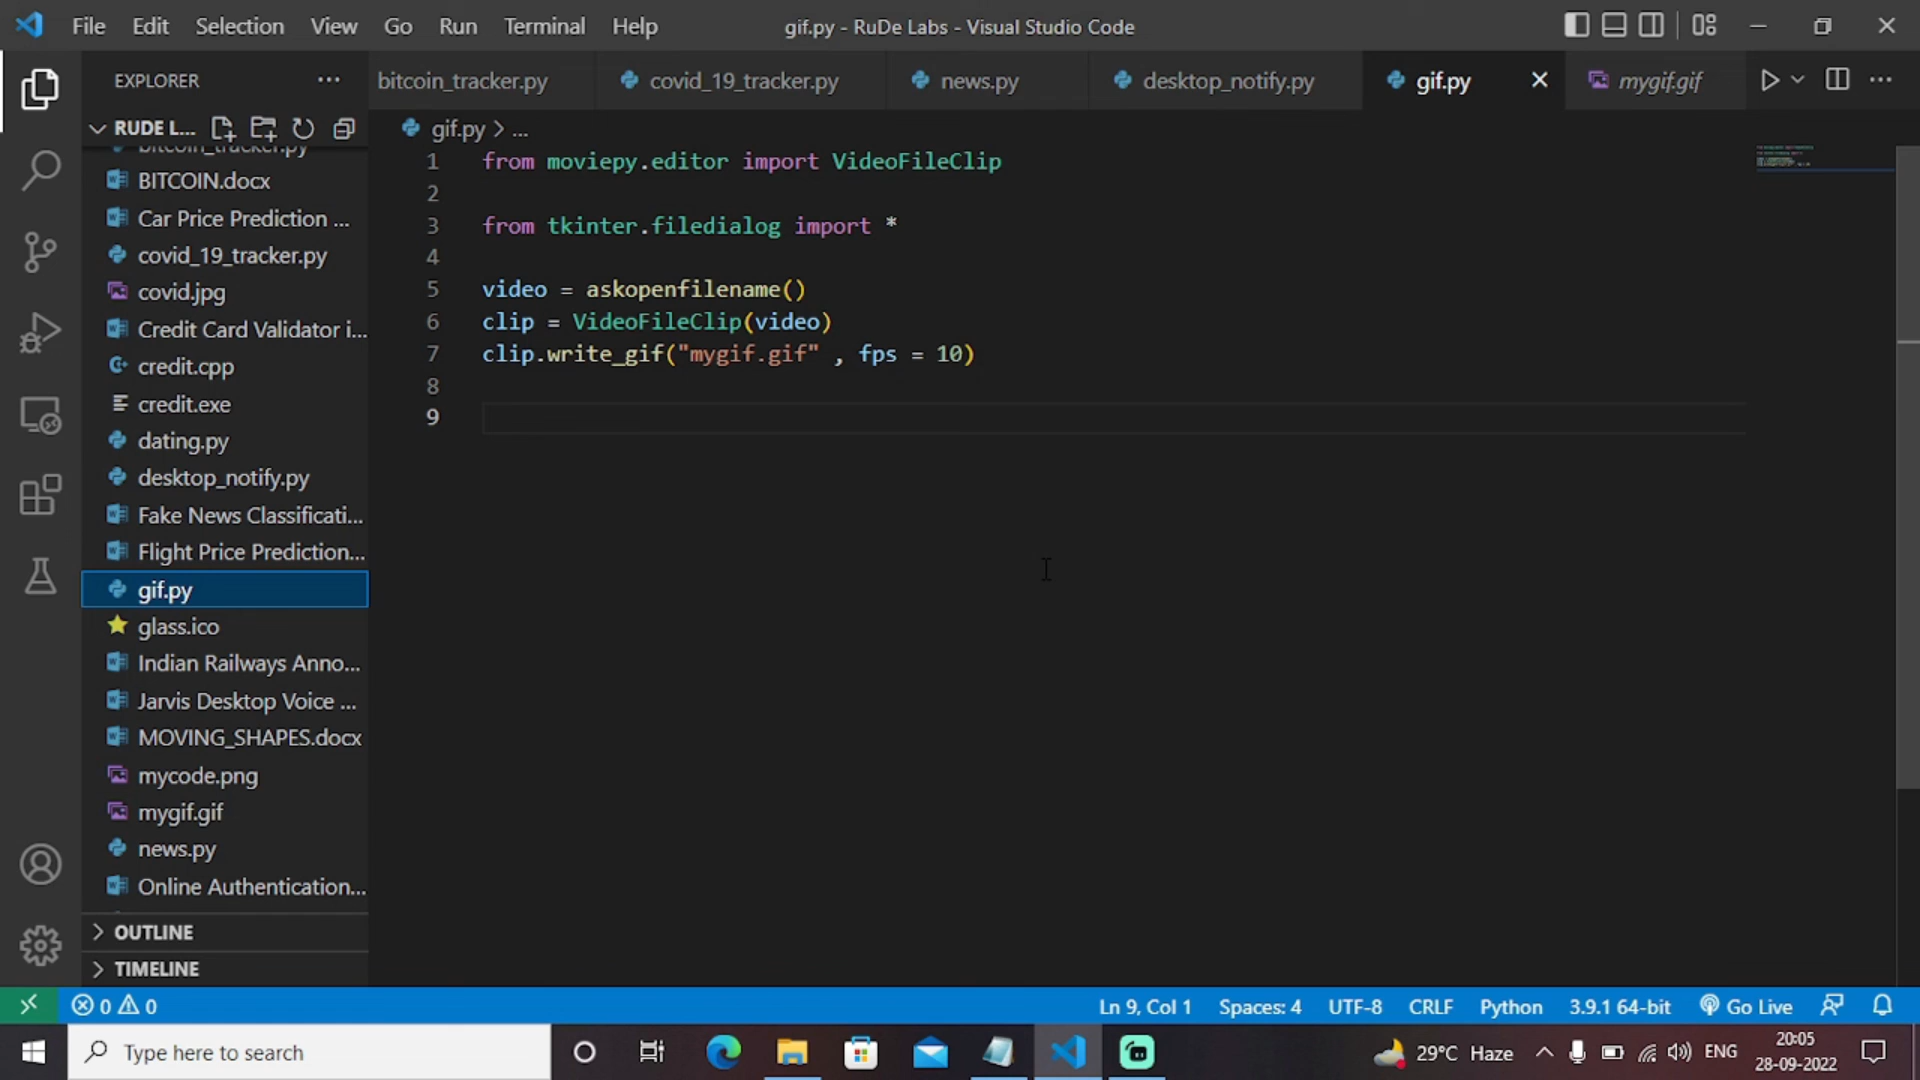 File Edit Selection View Go Run Terminal Help gif.py - RuDe Labs - Visual Studio Code
EXPLORER ... bitcoin_tracker.py covid_19_tracker.py news.py desktop_notify.py gif.py mygif.gif
RUDE L...
gif.py > ...
bitcoin_tracker.py
BITCOIN.docx
Car Price Prediction ...
covid_19_tracker.py
covid.jpg
Credit Card Validator i...
credit.cpp
credit.exe
dating.py
desktop_notify.py
Fake News Classificati...
Flight Price Prediction...
gif.py
glass.ico
Indian Railways Anno...
Jarvis Desktop Voice ...
MOVING_SHAPES.docx
mycode.png
mygif.gif
news.py
Online Authentication...
OUTLINE
TIMELINE
1 from moviepy.editor import VideoFileClip
2
3 from tkinter.filedialog import *
4
5 video = askopenfilename()
6 clip = VideoFileClip(video)
7 clip.write_gif("mygif.gif" , fps = 10)
8
9
0 0 Ln 9, Col 1 Spaces: 4 UTF-8 CRLF Python 3.9.1 64-bit Go Live
Type here to search 29°C Haze ENG 20:05
28-09-2022